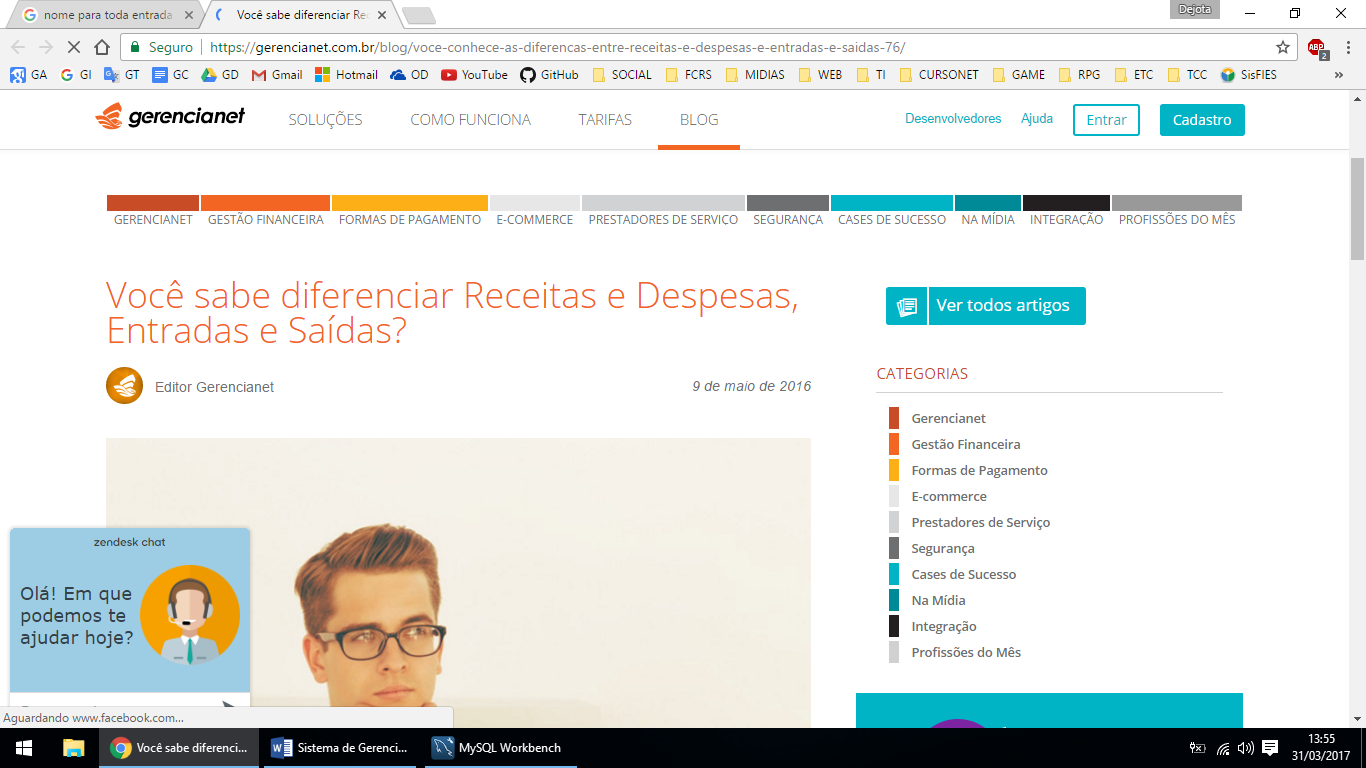 nome para toda entrada
Você sabe diferenciar Rec
Dejota
Seguro
https://gerencianet.com.br/blog/voce-conhece-as-diferencas-entre-receitas-e-despesas-e-entradas-e-saidas-76/
ABP
2
GA
GI
GT
GC
GD
Gmail
Hotmail
OD
YouTube
GitHub
SOCIAL
FCRS
MIDIAS
WEB
TI
CURSONET
GAME
RPG
ETC
TCC
SisFIES
»
gerencianet
SOLUÇÕES
COMO FUNCIONA
TARIFAS
BLOG
Desenvolvedores
Ajuda
Entrar
Cadastro
GERENCIANET
GESTÃO FINANCEIRA
FORMAS DE PAGAMENTO
E-COMMERCE
PRESTADORES DE SERVIÇO
SEGURANÇA
CASES DE SUCESSO
NA MÍDIA
INTEGRAÇÃO
PROFISSÕES DO MÊS
Você sabe diferenciar Receitas e Despesas,
Entradas e Saídas?
Editor Gerencianet
9 de maio de 2016
Ver todos artigos
CATEGORIAS
Gerencianet
Gestão Financeira
Formas de Pagamento
E-commerce
Prestadores de Serviço
Segurança
Cases de Sucesso
Na Mídia
Integração
Profissões do Mês
zendesk chat
Olá! Em que
podemos te
ajudar hoje?
Aguardando www.facebook.com...
Você sabe diferenci...
Sistema de Gerenci...
MySQL Workbench
13:55
31/03/2017